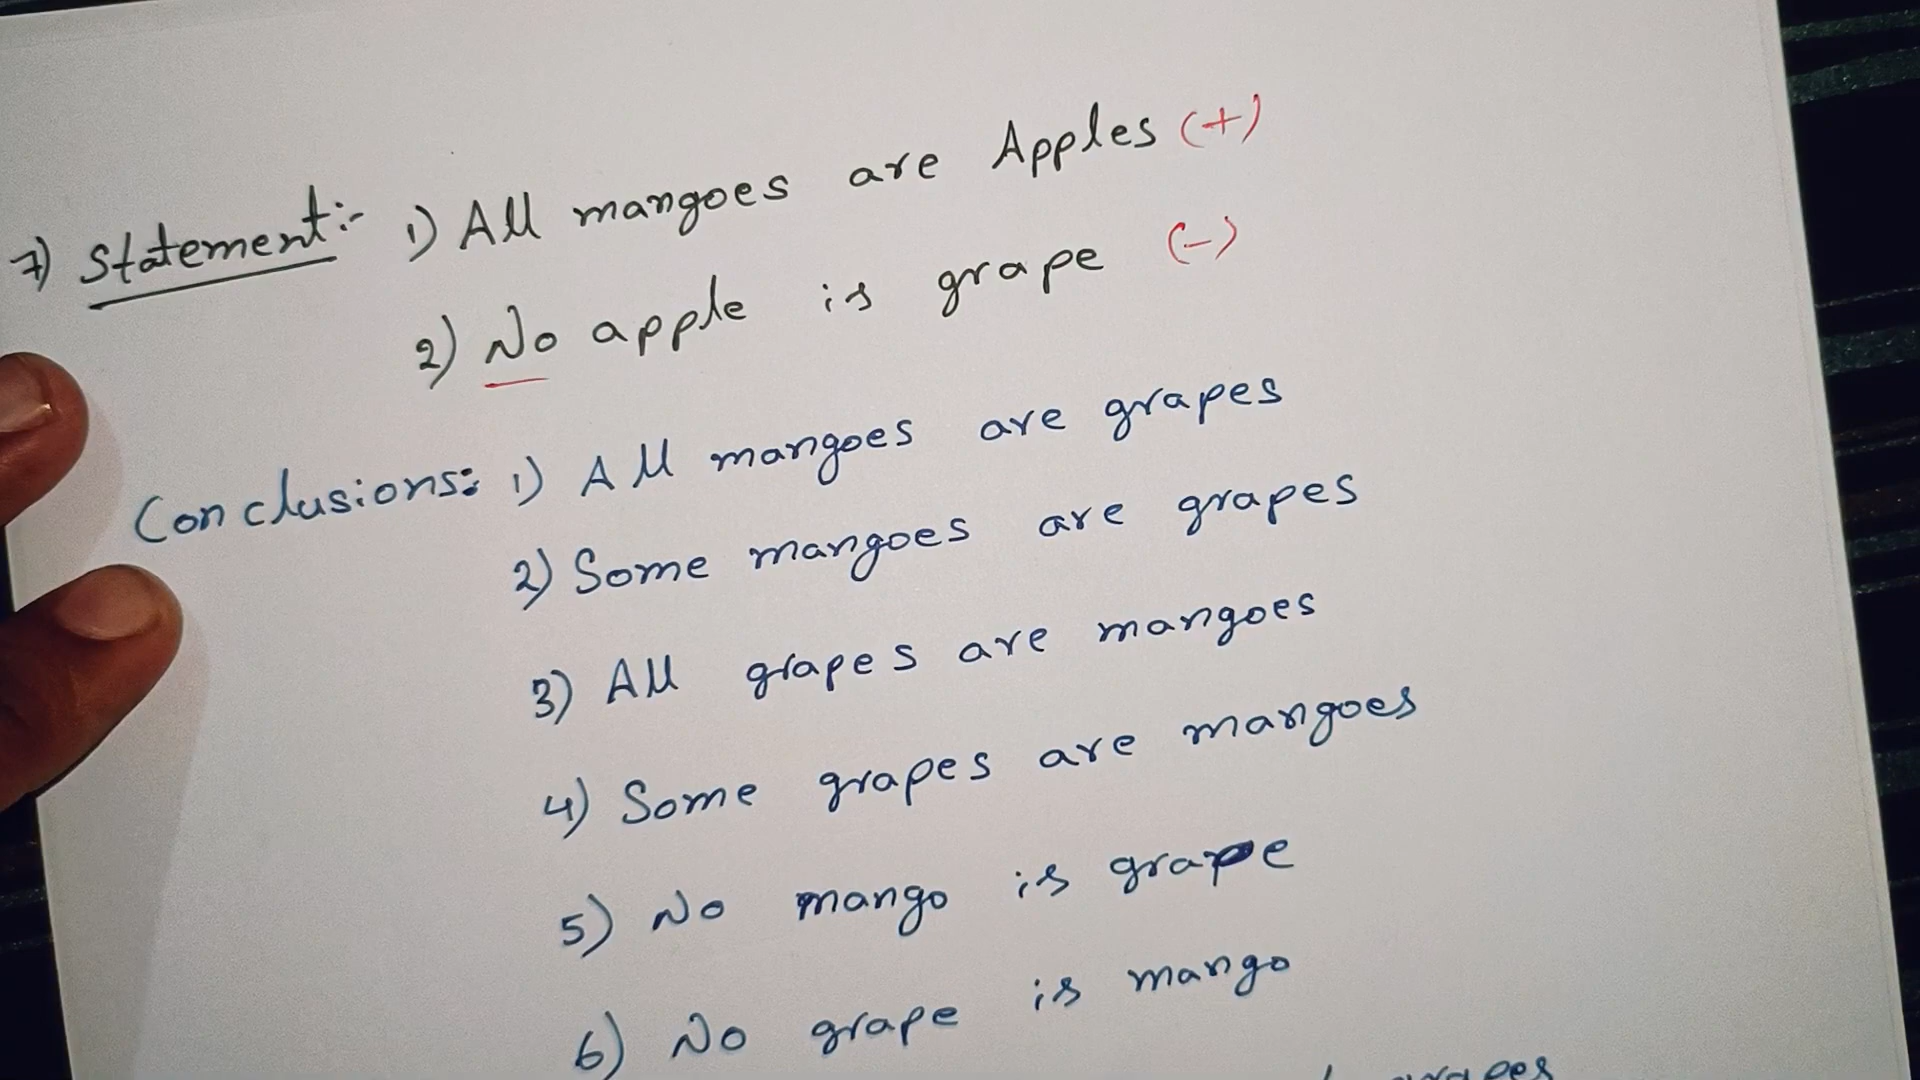 7) Statement:- 1) All mangoes are Apples (+)
2) No apple is grape (-)
Conclusions: 1) All mangoes are grapes
2) Some mangoes are grapes
3) All grapes are mangoes
4) Some grapes are mangoes
5) No mango is grape
6) No grape is mango
grapes